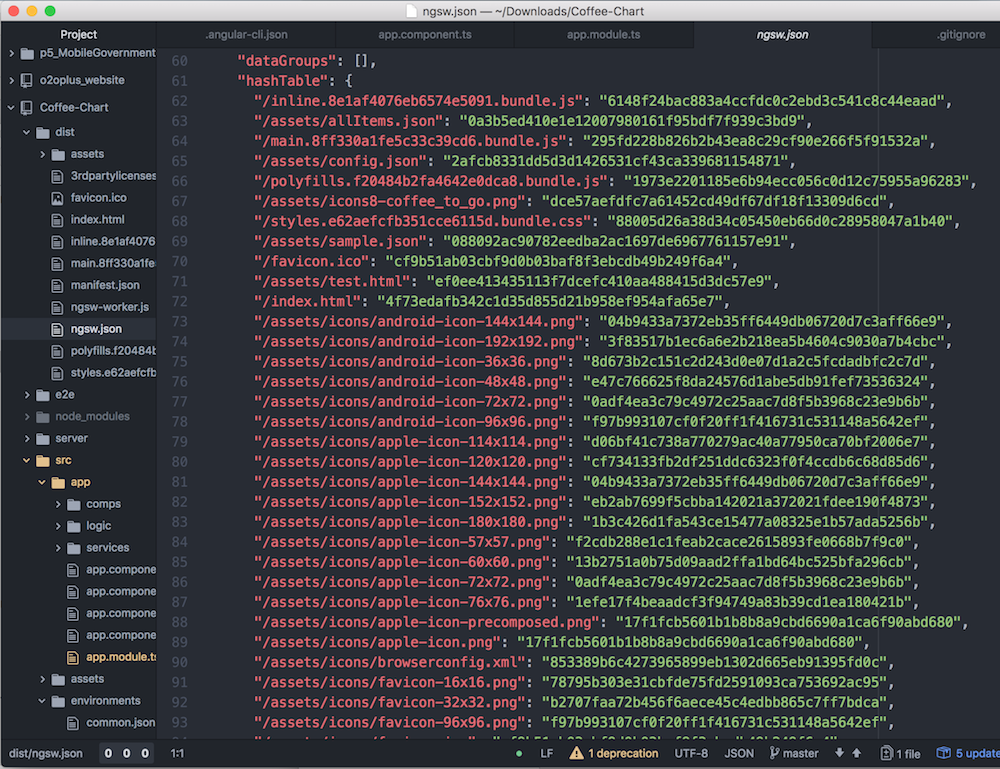 ngsw.json — ~/Downloads/Coffee-Chart
Project
.angular-cli.json
app.component.ts
app.module.ts
ngsw.json
.gitignore
p5_MobileGovernment
o2oplus_website
Coffee-Chart
dist
assets
3rdpartylicenses
favicon.ico
index.html
inline.8e1af4076
main.8ff330a1fe
manifest.json
ngsw-worker.js
ngsw.json
polyfills.f20484b
styles.e62aefcfb
e2e
node_modules
server
src
app
comps
logic
services
app.compone
app.compone
app.compone
app.compone
app.module.ts
assets
environments
common.json
60 "dataGroups": [],
61 "hashTable": {
62 "/inline.8e1af4076eb6574e5091.bundle.js": "6148f24bac883a4ccfdc0c2ebd3c541c8c44eaad",
63 "/assets/allItems.json": "0a3b5ed410e1e12007980161f95bdf7f939c3bd9",
64 "/main.8ff330a1fe5c33c39cd6.bundle.js": "295fd228b826b2b43ea8c29cf90e266f5f91532a",
65 "/assets/config.json": "2afcb8331dd5d3d1426531cf43ca339681154871",
66 "/polyfills.f20484b2fa4642e0dca8.bundle.js": "1973e2201185e6b94ecc056c0d12c75955a96283",
67 "/assets/icons8-coffee_to_go.png": "dce57aefdfc7a61452cd49df67df18f13309d6cd",
68 "/styles.e62aefcfb351cce6115d.bundle.css": "88005d26a38d34c05450eb66d0c28958047a1b40",
69 "/assets/sample.json": "088092ac90782eedba2ac1697de6967761157e91",
70 "/favicon.ico": "cf9b51ab03cbf9d0b03baf8f3ebcdb49b249f6a4",
71 "/assets/test.html": "ef0ee413435113f7dcefc410aa488415d3dc57e9",
72 "/index.html": "4f73edafb342c1d35d855d21b958ef954afa65e7",
73 "/assets/icons/android-icon-144x144.png": "04b9433a7372eb35ff6449db06720d7c3aff66e9",
74 "/assets/icons/android-icon-192x192.png": "3f83517b1ec6a6e2b218ea5b4604c9030a7b4cbc",
75 "/assets/icons/android-icon-36x36.png": "8d673b2c151c2d243d0e07d1a2c5fcdadbfc2c7d",
76 "/assets/icons/android-icon-48x48.png": "e47c766625f8da24576d1abe5db91fef73536324",
77 "/assets/icons/android-icon-72x72.png": "0adf4ea3c79c4972c25aac7d8f5b3968c23e9b6b",
78 "/assets/icons/android-icon-96x96.png": "f97b993107cf0f20ff1f416731c531148a5642ef",
79 "/assets/icons/apple-icon-114x114.png": "d06bf41c738a770279ac40a77950ca70bf2006e7",
80 "/assets/icons/apple-icon-120x120.png": "cf734133fb2df251ddc6323f0f4ccdb6c68d85d6",
81 "/assets/icons/apple-icon-144x144.png": "04b9433a7372eb35ff6449db06720d7c3aff66e9",
82 "/assets/icons/apple-icon-152x152.png": "eb2ab7699f5cbba142021a372021fdee190f4873",
83 "/assets/icons/apple-icon-180x180.png": "1b3c426d1fa543ce15477a08325e1b57ada5256b",
84 "/assets/icons/apple-icon-57x57.png": "f2cdb288e1c1feab2cace2615893fe0668b7f9c0",
85 "/assets/icons/apple-icon-60x60.png": "13b2751a0b75d09aad2ffa1bd64bc525bfa296cb",
86 "/assets/icons/apple-icon-72x72.png": "0adf4ea3c79c4972c25aac7d8f5b3968c23e9b6b",
87 "/assets/icons/apple-icon-76x76.png": "1efe17f4beaadcf3f94749a83b39cd1ea180421b",
88 "/assets/icons/apple-icon-precomposed.png": "17f1fcb5601b1b8b8a9cbd6690a1ca6f90abd680",
89 "/assets/icons/apple-icon.png": "17f1fcb5601b1b8b8a9cbd6690a1ca6f90abd680",
90 "/assets/icons/browserconfig.xml": "853389b6c4273965899eb1302d665eb91395fd0c",
91 "/assets/icons/favicon-16x16.png": "78795b303e31cbfde75fd2591093ca753692ac95",
92 "/assets/icons/favicon-32x32.png": "b2707faa72b456f6aece45c4edbb865c7ff7bdca",
93 "/assets/icons/favicon-96x96.png": "f97b993107cf0f20ff1f416731c531148a5642ef",
dist/ngsw.json 0 0 0 1:1 LF 1 deprecation UTF-8 JSON master 1 file 5 update